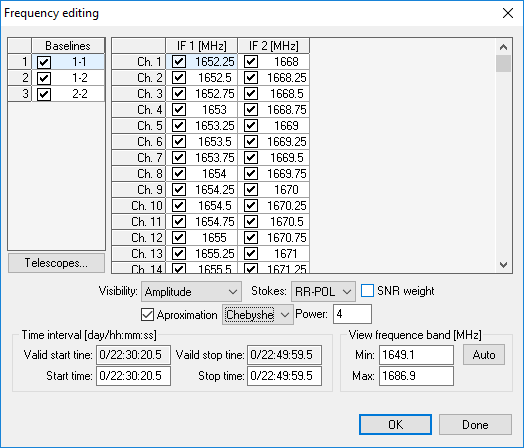 Frequency editing
Baselines IF 1 [MHz] IF 2 [MHz]
1 1-1 Ch. 1 1652.25 1668
2 1-2 Ch. 2 1652.5 1668.25
3 2-2 Ch. 3 1652.75 1668.5
Ch. 4 1653 1668.75
Ch. 5 1653.25 1669
Ch. 6 1653.5 1669.25
Ch. 7 1653.75 1669.5
Ch. 8 1654 1669.75
Ch. 9 1654.25 1670
Ch. 10 1654.5 1670.25
Ch. 11 1654.75 1670.5
Ch. 12 1655 1670.75
Ch. 13 1655.25 1671
Ch. 14 1655.5 1671.25
Telescopes...
Visibility: Amplitude Stokes: RR-POL SNR weight
Aproximation Chebyshe Power: 4
Time interval [day/hh:mm:ss] View frequence band [MHz]
Valid start tine: 0/22:30:20.5 Vaild stop tine: 0/22:49:59.5 Min: 1649.1 Auto
Start time: 0/22:30:20.5 Stop time: 0/22:49:59.5 Max: 1686.9
OK Done